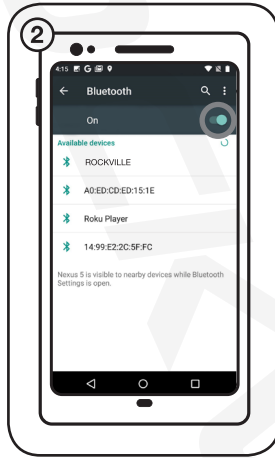 2
4:15
Bluetooth
On
Available devices
ROCKVILLE
A0:ED:CD:ED:15:1E
Roku Player
14:99:E2:2C:5F:FC
Nexus 5 is visible to nearby devices while Bluetooth
Settings is open.